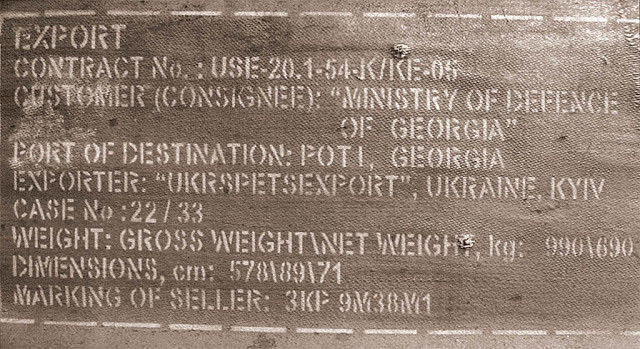 EXPORT
CONTRACT No. : USE-20.1-54-K/KE-05
CUSTOMER (CONSIGNEE): "MINISTRY OF DEFENCE
OF GEORGIA"
PORT OF DESTINATION: POTI, GEORGIA
EXPORTER: "UKRSPETSEXPORT", UKRAINE, KYIV
CASE No : 22 / 33
WEIGHT: GROSS WEIGHT\NET WEIGHT, kg: 990\690
DIMENSIONS, cm: 578\89\71
MARKING OF SELLER: 3KP 9M38M1